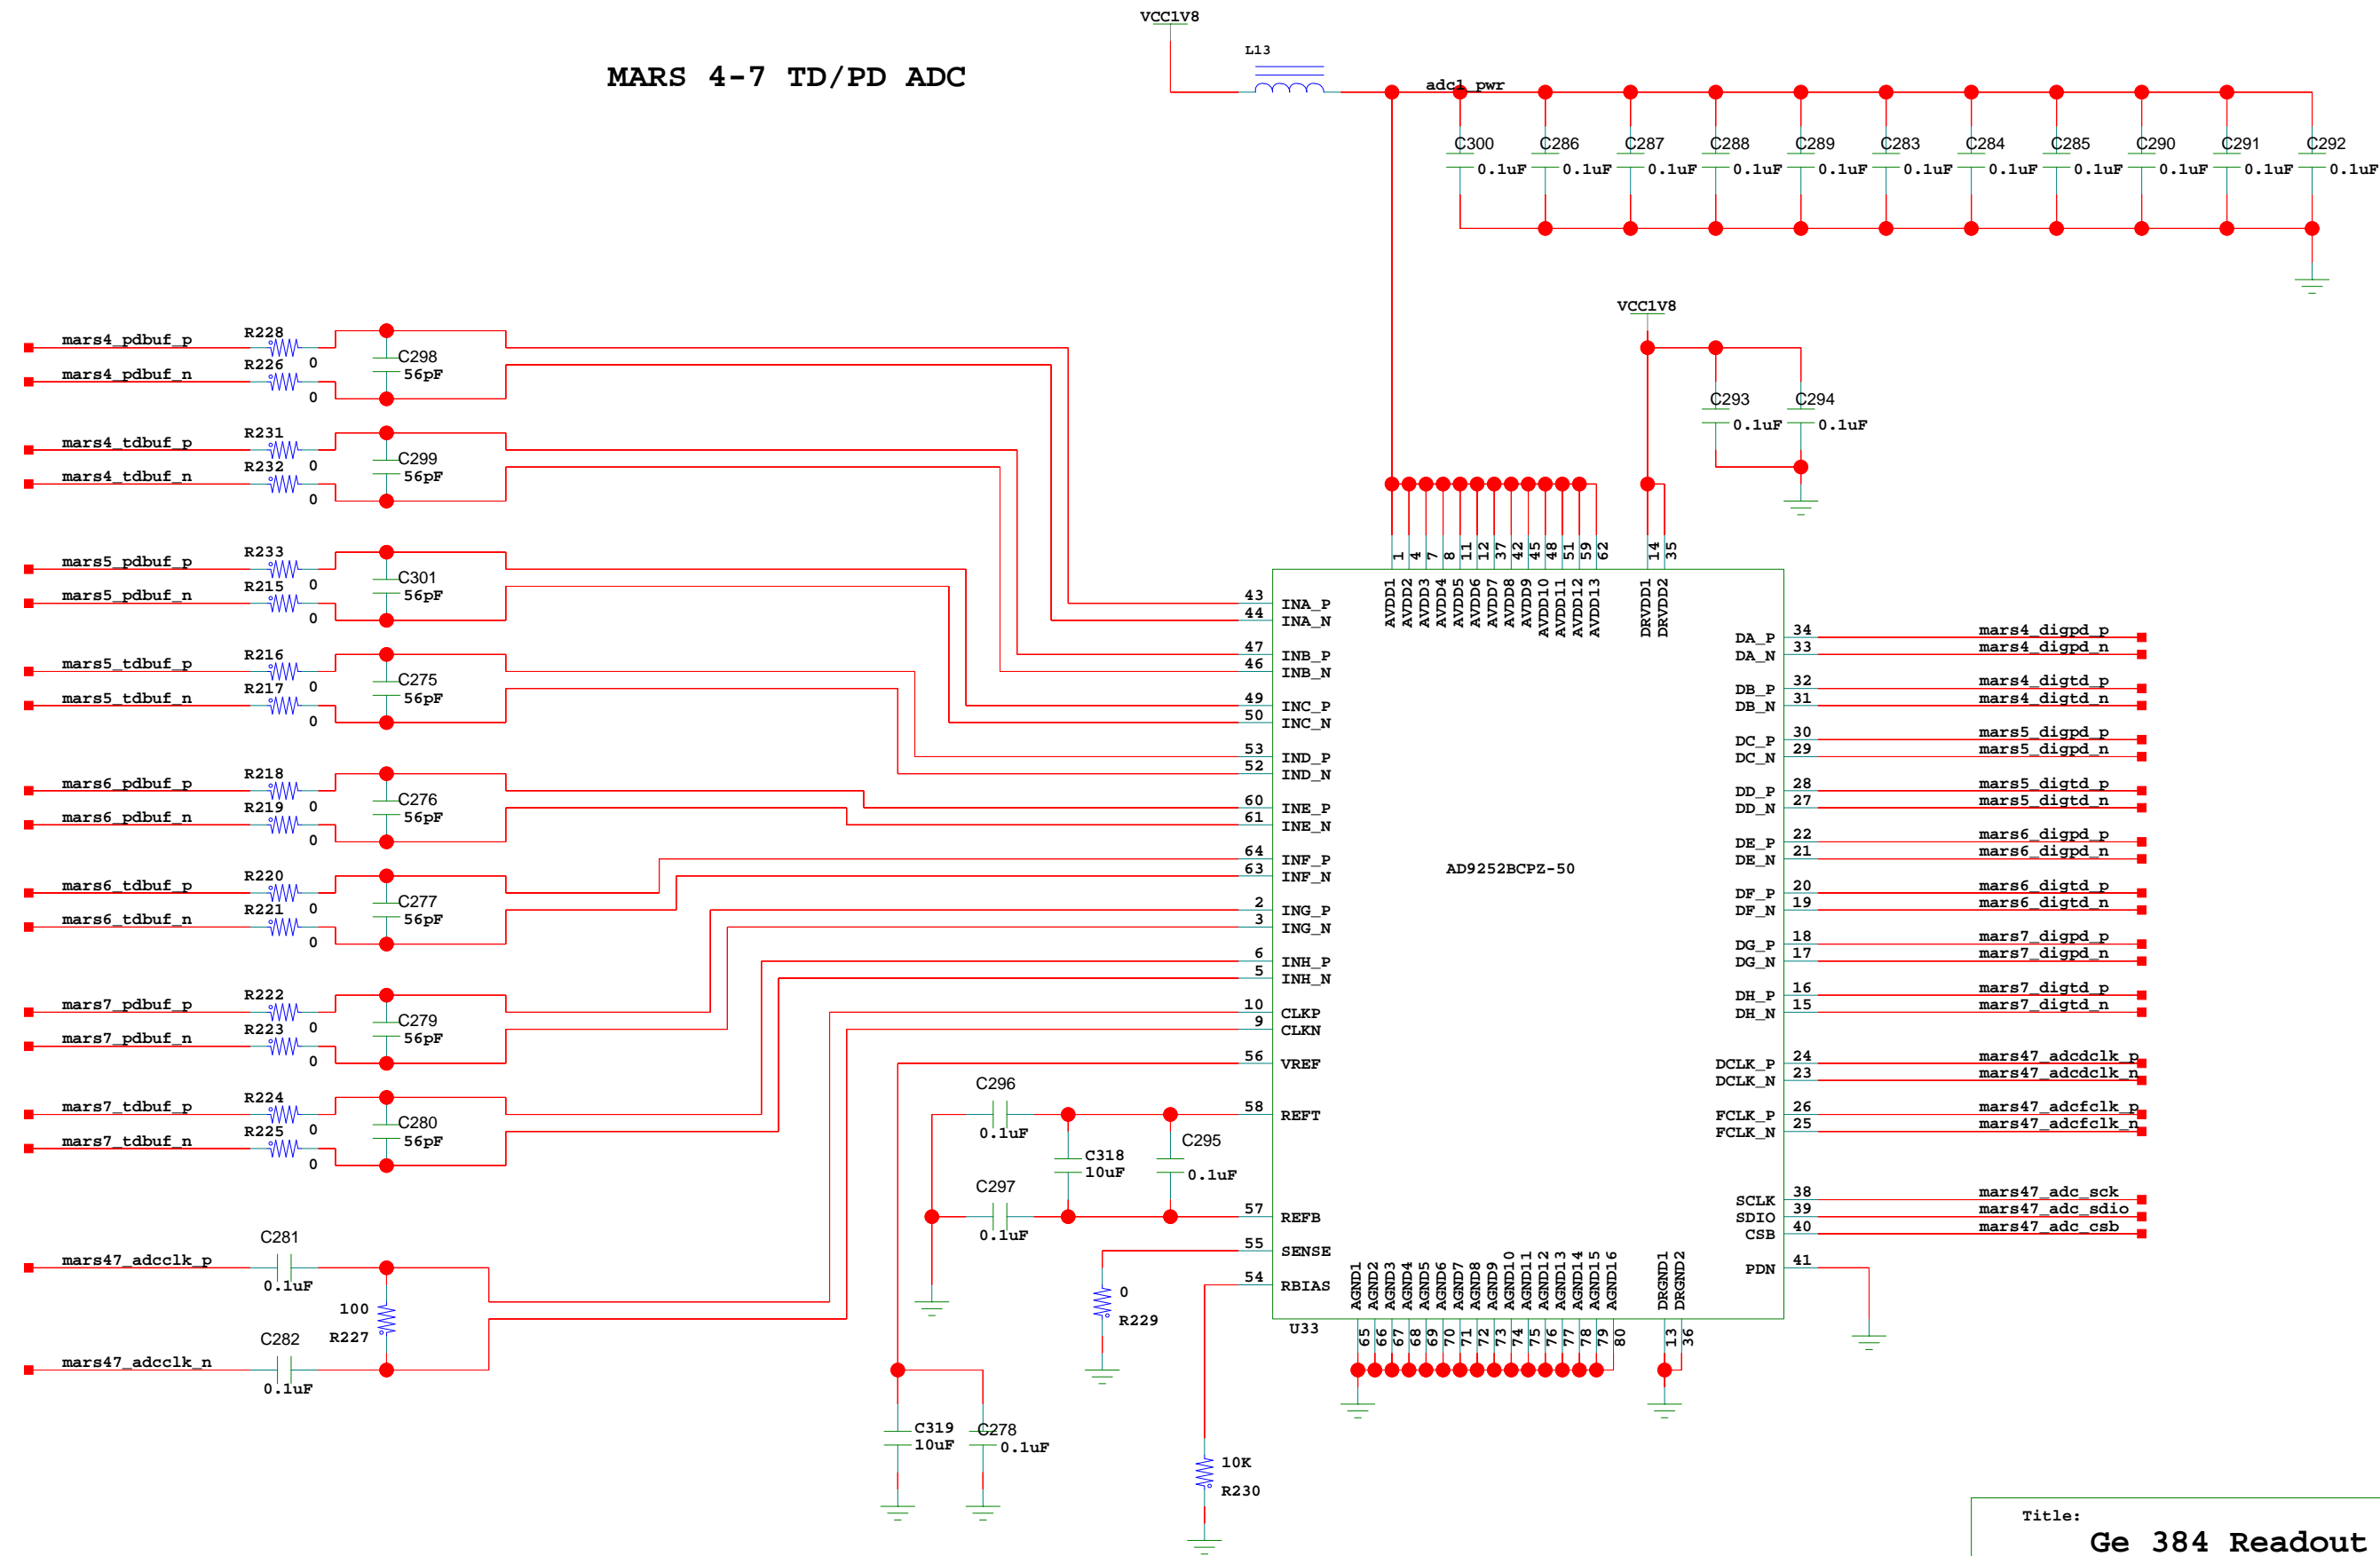 VCC1V8
L13
MARS 4-7 TD/PD ADC
adc1_pwr
C300 C286 C287 C288 C289 C283 C284 C285 C290 C291 C292
0.1uF 0.1uF 0.1uF 0.1uF 0.1uF 0.1uF 0.1uF 0.1uF 0.1uF 0.1uF 0.1uF
VCC1V8
C293 C294
0.1uF 0.1uF
mars4_pdbuf_p R228 0
C298
56pF
mars4_pdbuf_n R226 0
mars4_tdbuf_p R231 0
C299
56pF
mars4_tdbuf_n R232 0
mars5_pdbuf_p R233 0
C301
56pF
mars5_pdbuf_n R215 0
mars5_tdbuf_p R216 0
C275
56pF
mars5_tdbuf_n R217 0
mars6_pdbuf_p R218 0
C276
56pF
mars6_pdbuf_n R219 0
mars6_tdbuf_p R220 0
C277
56pF
mars6_tdbuf_n R221 0
mars7_pdbuf_p R222 0
C279
56pF
mars7_pdbuf_n R223 0
mars7_tdbuf_p R224 0
C280
56pF
mars7_tdbuf_n R225 0
C281
mars47_adcclk_p
0.1uF
100
R227
C282
mars47_adcclk_n
0.1uF
1 4 7 8 11 12 37 42 45 48 51 59 62 14 35
AVDD1 AVDD2 AVDD3 AVDD4 AVDD5 AVDD6 AVDD7 AVDD8 AVDD9 AVDD10 AVDD11 AVDD12 AVDD13 DRVDD1 DRVDD2
43 INA_P
44 INA_N
47 INB_P
46 INB_N
49 INC_P
50 INC_N
53 IND_P
52 IND_N
60 INE_P
61 INE_N
64 INF_P
63 INF_N
2 ING_P
3 ING_N
6 INH_P
5 INH_N
10 CLKP
9 CLKN
56 VREF
58 REFT
57 REFB
55 SENSE
54 RBIAS
AD9252BCPZ-50
DA_P 34 mars4_digpd_p
DA_N 33 mars4_digpd_n
DB_P 32 mars4_digtd_p
DB_N 31 mars4_digtd_n
DC_P 30 mars5_digpd_p
DC_N 29 mars5_digpd_n
DD_P 28 mars5_digtd_p
DD_N 27 mars5_digtd_n
DE_P 22 mars6_digpd_p
DE_N 21 mars6_digpd_n
DF_P 20 mars6_digtd_p
DF_N 19 mars6_digtd_n
DG_P 18 mars7_digpd_p
DG_N 17 mars7_digpd_n
DH_P 16 mars7_digtd_p
DH_N 15 mars7_digtd_n
DCLK_P 24 mars47_adcdclk_p
DCLK_N 23 mars47_adcdclk_n
FCLK_P 26 mars47_adcfclk_p
FCLK_N 25 mars47_adcfclk_n
SCLK 38 mars47_adc_sck
SDIO 39 mars47_adc_sdio
CSB 40 mars47_adc_csb
PDN 41
C296
0.1uF
C318
10uF
C295
0.1uF
C297
0.1uF
0
R229
AGND1 AGND2 AGND3 AGND4 AGND5 AGND6 AGND7 AGND8 AGND9 AGND10 AGND11 AGND12 AGND13 AGND14 AGND15 AGND16 DRGND1 DRGND2
U33
65 66 67 68 69 70 71 72 73 74 75 76 77 78 79 80 13 36
C319
10uF
C278
0.1uF
10K
R230
Title:
Ge 384 Readout